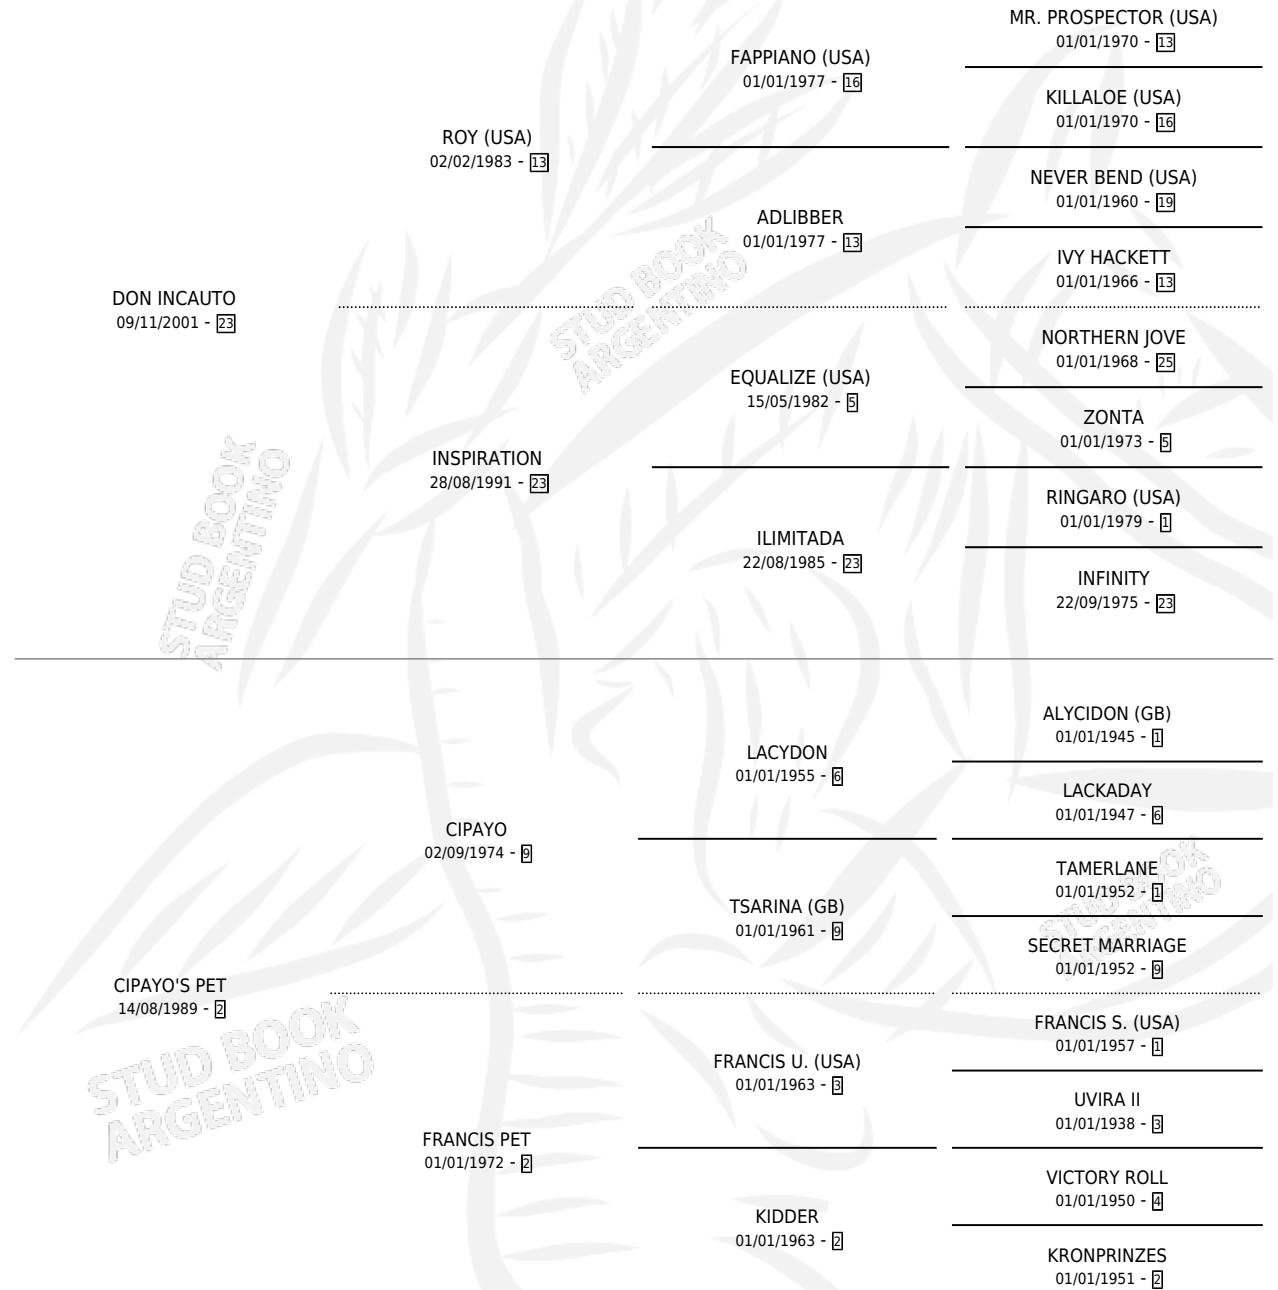 MR. PROSPECTOR (USA)
01/01/1970 - 13
FAPPIANO (USA)
01/01/1977 - 16
KILLALOE (USA)
01/01/1970 - 16
ROY (USA)
02/02/1983 - 13
NEVER BEND (USA)
01/01/1960 - 19
ADLIBBER
01/01/1977 - 13
IVY HACKETT
01/01/1966 - 13
DON INCAUTO
09/11/2001 - 23
NORTHERN JOVE
01/01/1968 - 25
EQUALIZE (USA)
15/05/1982 - 5
ZONTA
01/01/1973 - 5
INSPIRATION
28/08/1991 - 23
RINGARO (USA)
01/01/1979 - 1
ILIMITADA
22/08/1985 - 23
INFINITY
22/09/1975 - 23
STUD BOOK
ARGENTINO
STUD BOOK
ARGENTINO
ALYCIDON (GB)
01/01/1945 - 1
LACYDON
01/01/1955 - 6
LACKADAY
01/01/1947 - 6
CIPAYO
02/09/1974 - 9
TAMERLANE
01/01/1952 - 1
TSARINA (GB)
01/01/1961 - 9
SECRET MARRIAGE
01/01/1952 - 9
STUD BOOK
ARGENTINO
CIPAYO'S PET
14/08/1989 - 2
FRANCIS S. (USA)
01/01/1957 - 1
FRANCIS U. (USA)
01/01/1963 - 3
UVIRA II
01/01/1938 - 3
STUD BOOK
ARGENTINO
FRANCIS PET
01/01/1972 - 2
VICTORY ROLL
01/01/1950 - 4
KIDDER
01/01/1963 - 2
KRONPRINZES
01/01/1951 - 2